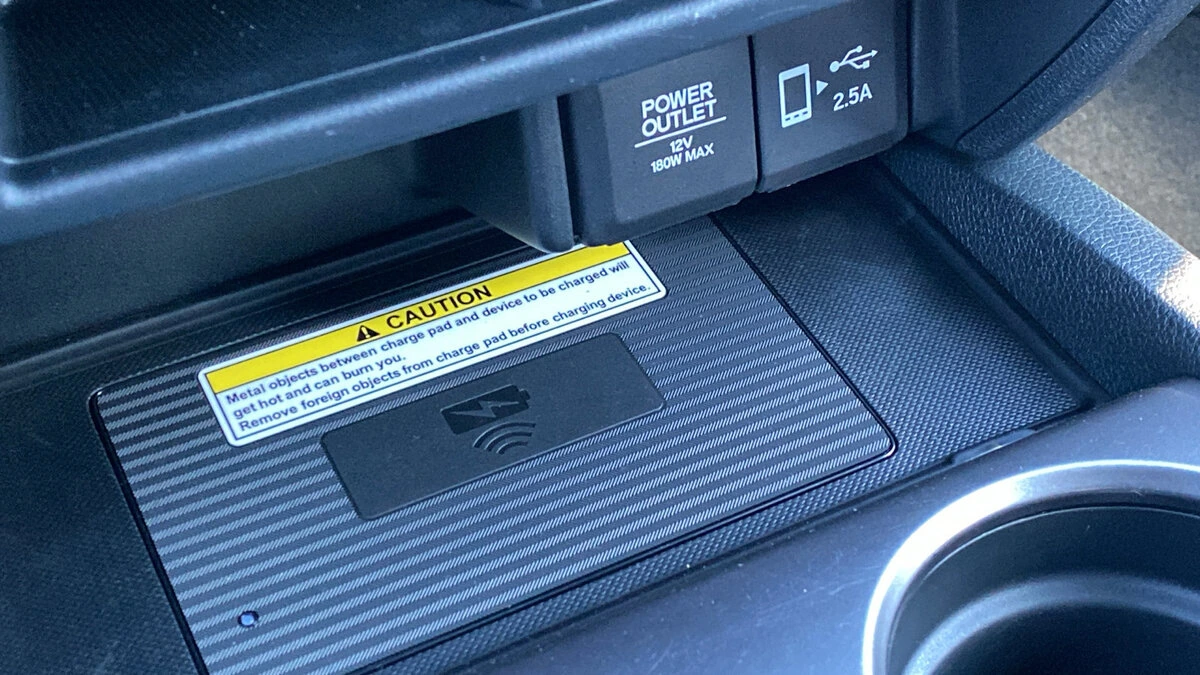 POWER
OUTLET
12V
180W MAX
2.5A
CAUTION
Metal objects between charge pad and device to be charged will
get hot and can burn you.
Remove foreign objects from charge pad before charging device.